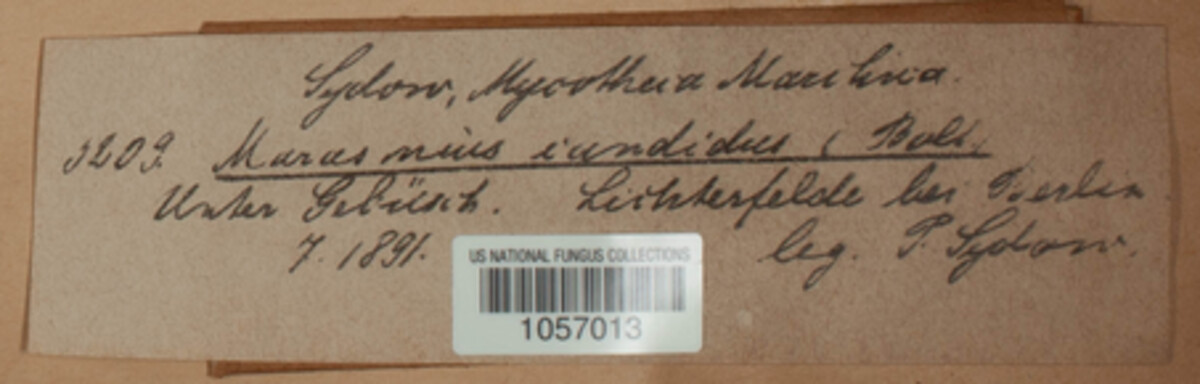 Sydow, Mycotheca Marchica.
3209. Marasmius candidus (Bolt.
Unter Gebüsch. Lichterfelde bei Berlin
7. 1891. leg. P. Sydow.
US NATIONAL FUNGUS COLLECTIONS
1057013